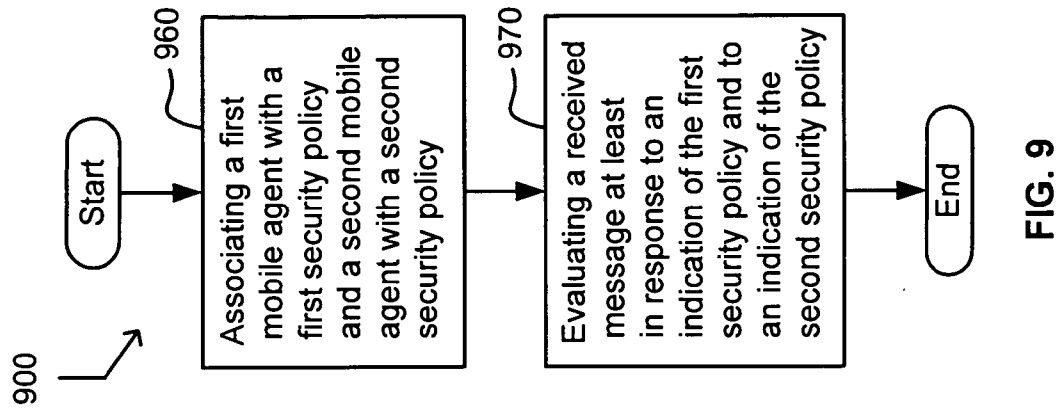 900
Start
960
Associating a first
mobile agent with a
first security policy
and a second mobile
agent with a second
security policy
970
Evaluating a received
message at least
in response to an
indication of the first
security policy and to
an indication of the
second security policy
End
FIG. 9